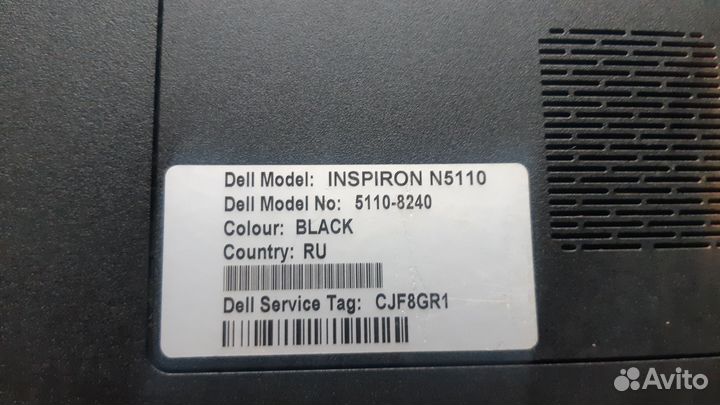 Dell Model: INSPIRON N5110
Dell Model No: 5110-8240
Colour: BLACK
Country: RU
Dell Service Tag: CJF8GR1
Avito